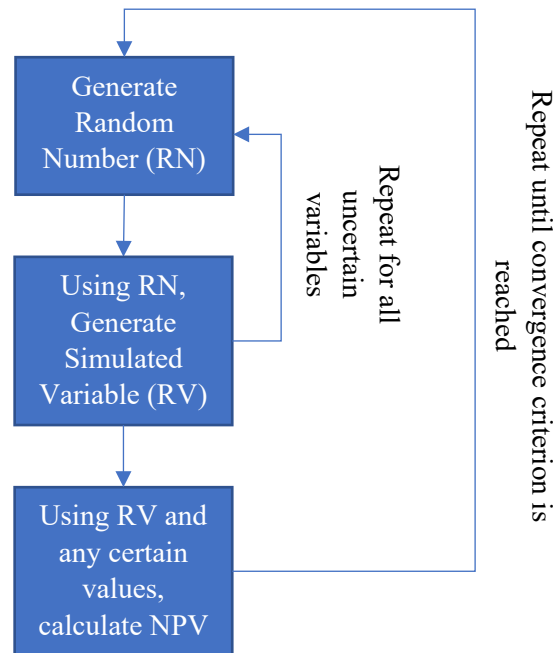 Generate
Random
Number (RN)
Using RN,
Generate
Simulated
Variable (RV)
Using RV and
any certain
values,
calculate NPV
Repeat for all
uncertain
variables
Repeat until convergence criterion is
reached